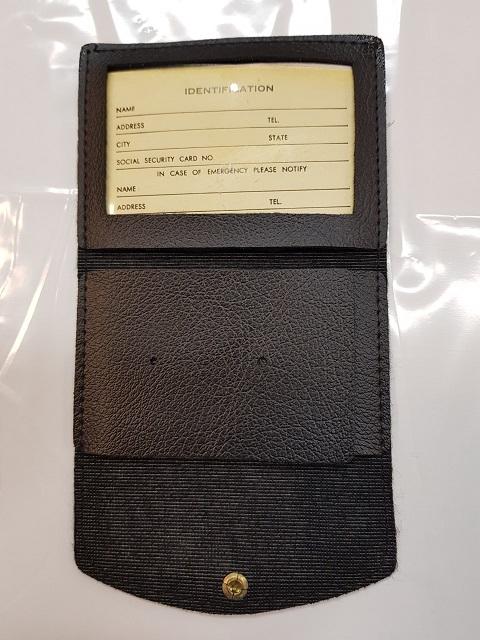 IDENTIFICATION
NAME
ADDRESS TEL.
CITY STATE
SOCIAL SECURITY CARD NO
IN CASE OF EMERGENCY PLEASE NOTIFY
NAME
ADDRESS TEL.